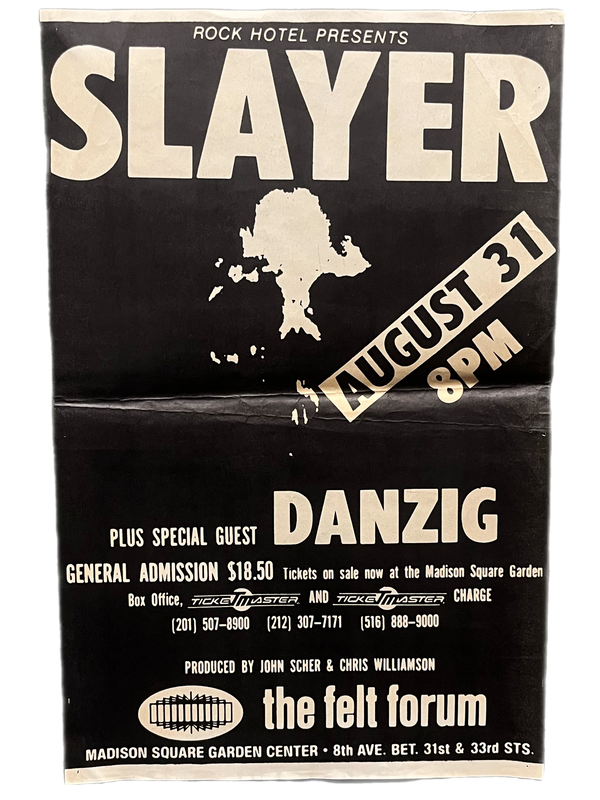 ROCK HOTEL PRESENTS
SLAYER
AUGUST 31
8PM
PLUS SPECIAL GUEST DANZIG
GENERAL ADMISSION $18.50 Tickets on sale now at the Madison Square Garden
Box Office, TICKETMASTER AND TICKETMASTER CHARGE
(201) 507–8900 (212) 307–7171 (516) 888–9000
PRODUCED BY JOHN SCHER & CHRIS WILLIAMSON
the felt forum
MADISON SQUARE GARDEN CENTER • 8th AVE. BET. 31st & 33rd STS.